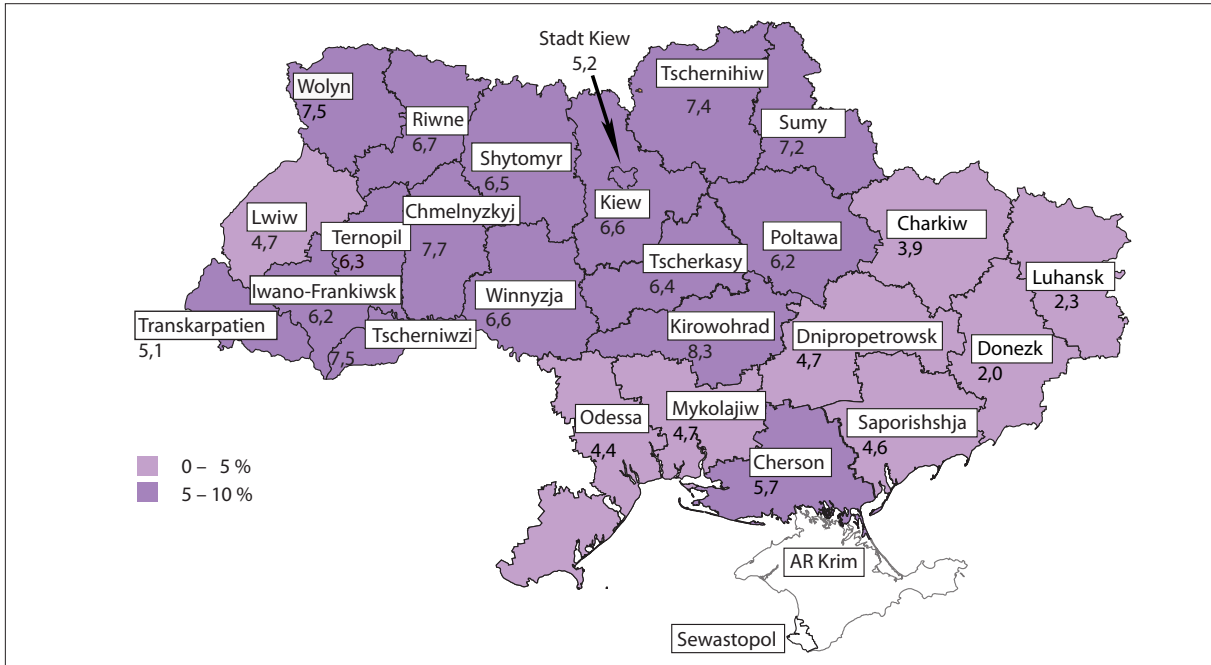 Stadt Kiew
5,2
Tschernihiw
7,4
Wolyn
7,5
Riwne
6,7
Sumy
7,2
Shytomyr
6,5
Kiew
6,6
Chmelnyzkyj
7,7
Lwiw
4,7
Ternopil
6,3
Charkiw
3,9
Poltawa
6,2
Tscherkasy
6,4
Luhansk
2,3
Iwano-Frankiwsk
6,2
Winnyzja
6,6
Transkarpatien
5,1
Tscherniwzi
7,5
Kirowohrad
8,3
Dnipropetrowsk
4,7
Donezk
2,0
Odessa
4,4
Mykolajiw
4,7
Saporishshja
4,6
Cherson
5,7
0 – 5 %
5 – 10 %
AR Krim
Sewastopol